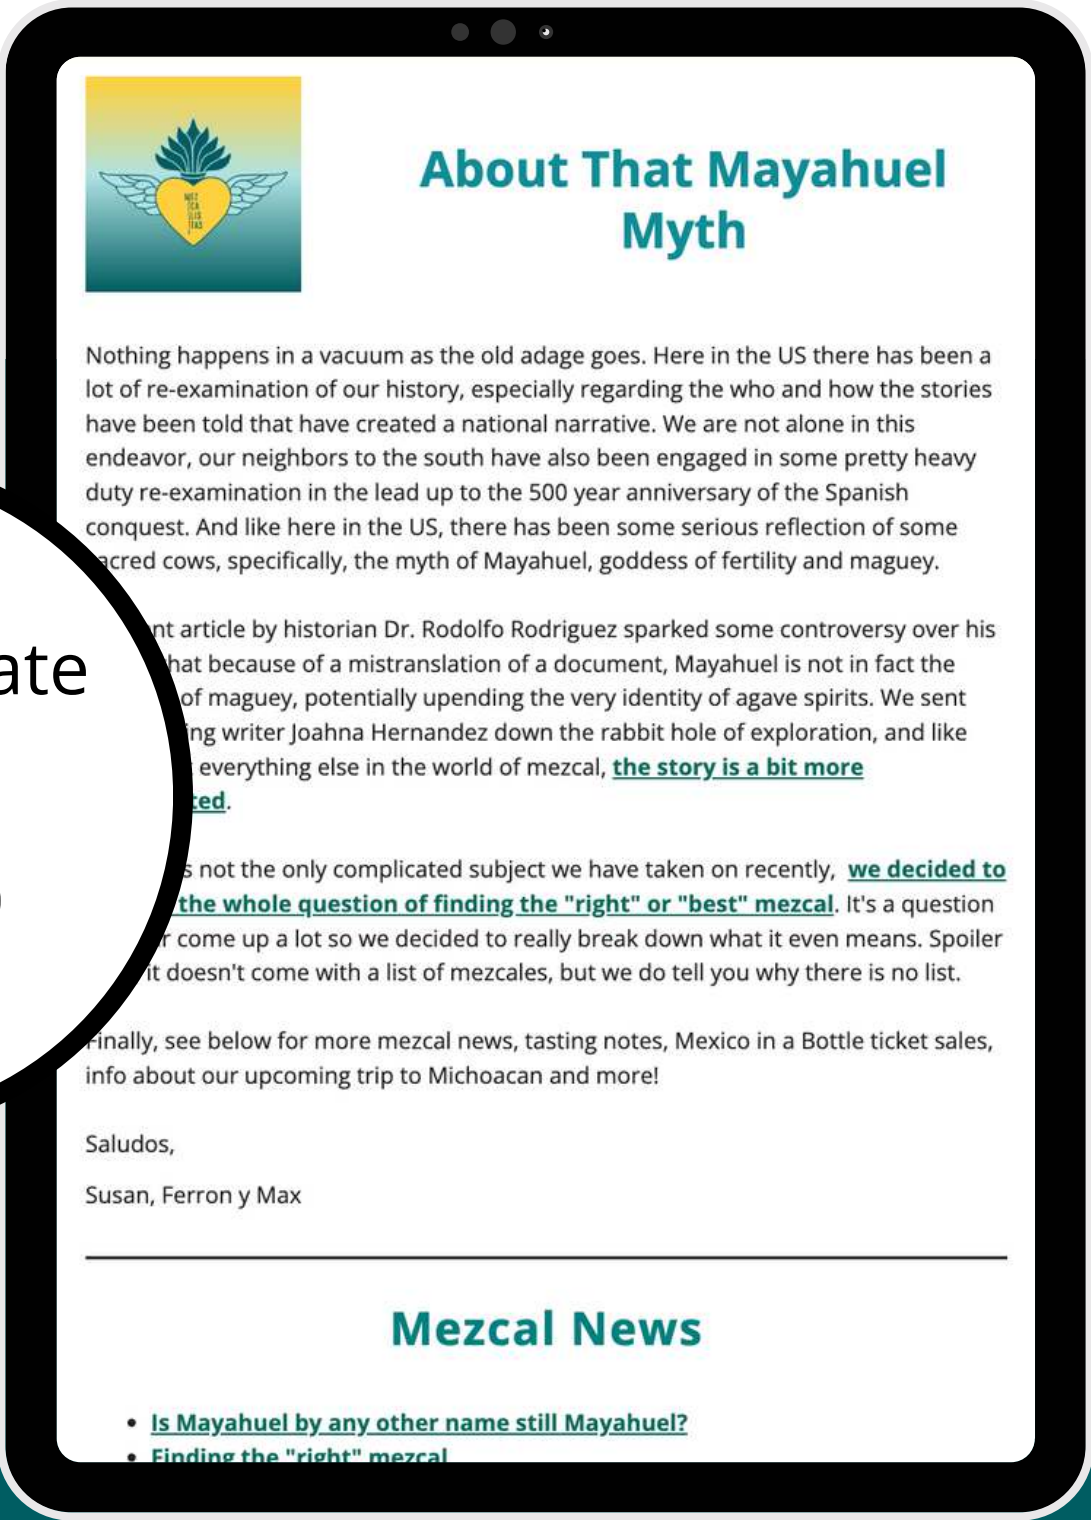 MEZ
CA
LIS
TAS
About That Mayahuel
Myth
Nothing happens in a vacuum as the old adage goes. Here in the US there has been a
lot of re-examination of our history, especially regarding the who and how the stories
have been told that have created a national narrative. We are not alone in this
endeavor, our neighbors to the south have also been engaged in some pretty heavy
duty re-examination in the lead up to the 500 year anniversary of the Spanish
conquest. And like here in the US, there has been some serious reflection of some
acred cows, specifically, the myth of Mayahuel, goddess of fertility and maguey.
nt article by historian Dr. Rodolfo Rodriguez sparked some controversy over his
hat because of a mistranslation of a document, Mayahuel is not in fact the
ate
of maguey, potentially upending the very identity of agave spirits. We sent
ing writer Joahna Hernandez down the rabbit hole of exploration, and like
everything else in the world of mezcal, the story is a bit more
ted.
s not the only complicated subject we have taken on recently, we decided to
the whole question of finding the "right" or "best" mezcal. It's a question
r come up a lot so we decided to really break down what it even means. Spoiler
it doesn't come with a list of mezcales, but we do tell you why there is no list.
Finally, see below for more mezcal news, tasting notes, Mexico in a Bottle ticket sales,
info about our upcoming trip to Michoacan and more!
Saludos,
Susan, Ferron y Max
Mezcal News
• Is Mayahuel by any other name still Mayahuel?
• Finding the "right" mezcal